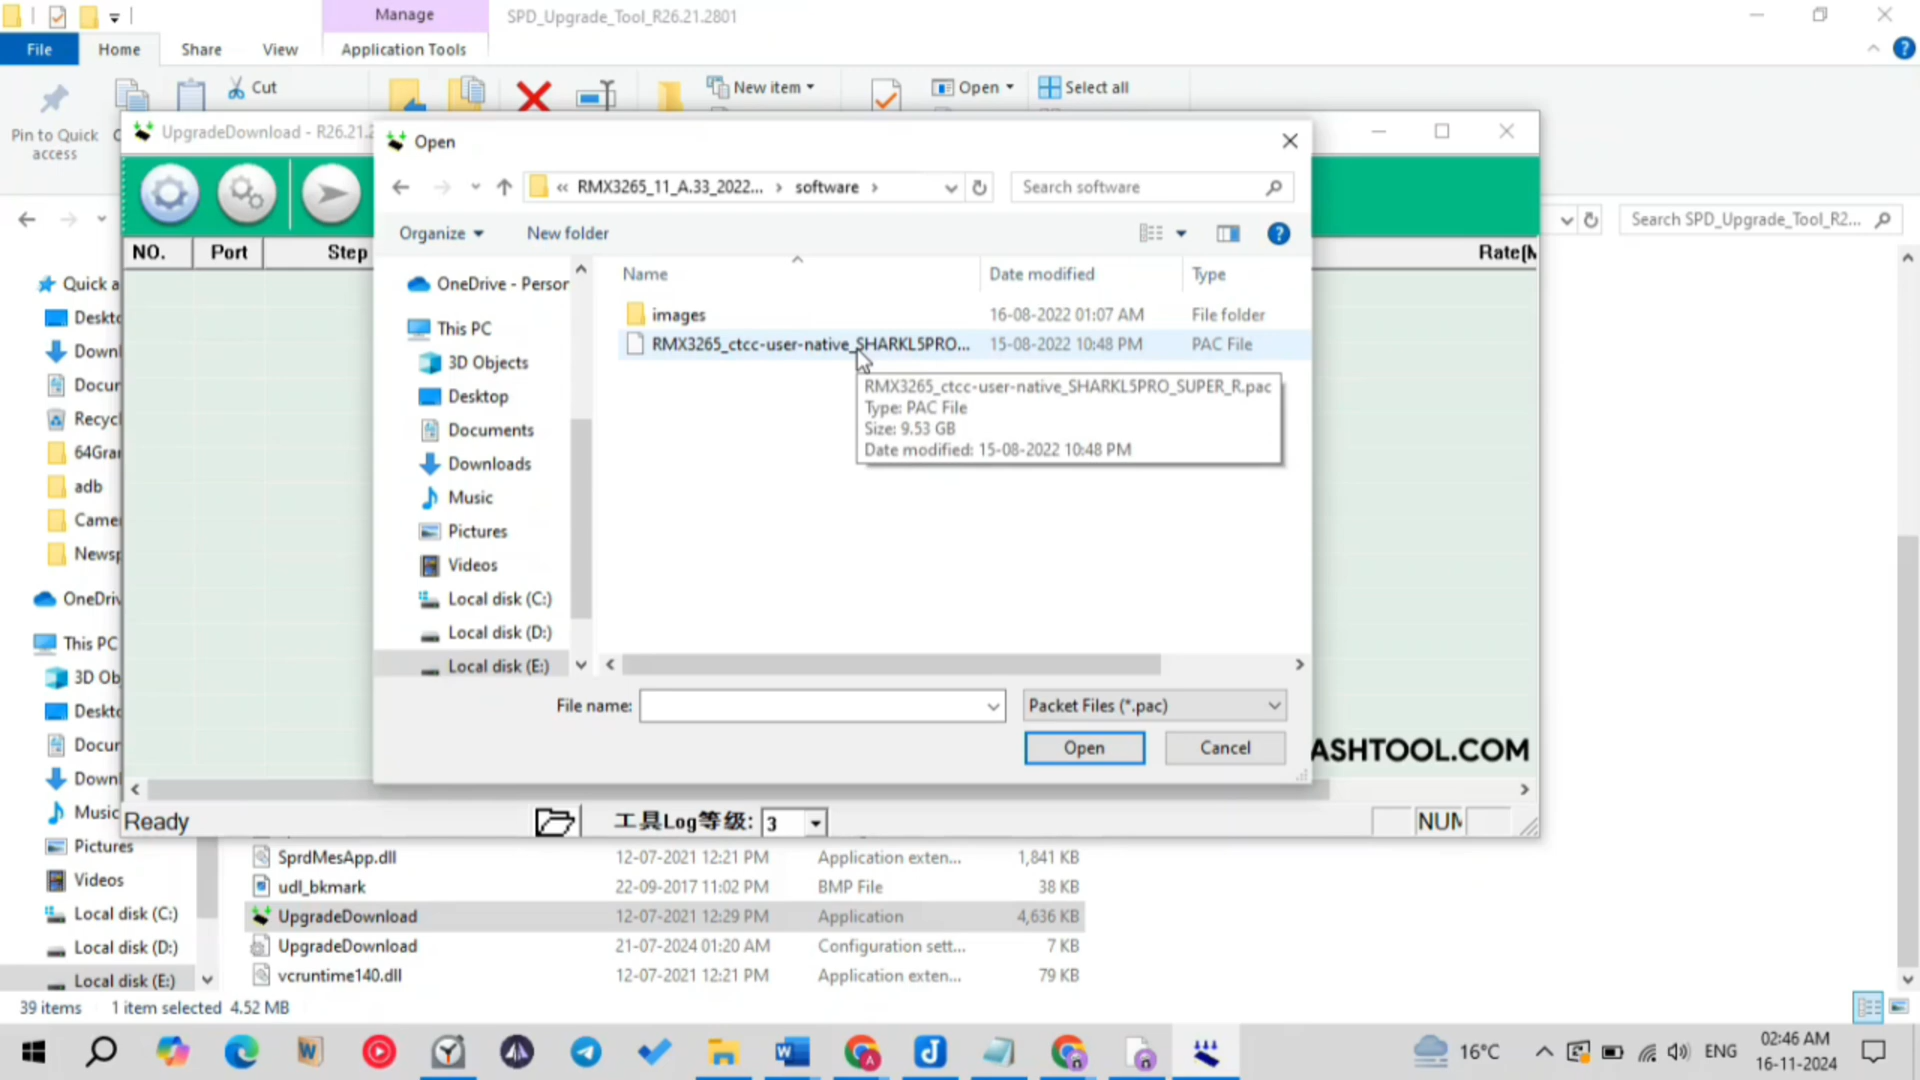 Manage
SPD_Upgrade_Tool_R26.21.2801
File
Home
Share
View
Application Tools
Cut
New item
Open
Select all
Pin to Quick
access
UpgradeDownload - R26.21.2
Open
« RMX3265_11_A.33_2022... › software ›
Search software
Search SPD_Upgrade_Tool_R2...
Organize
New folder
NO.
Port
Step
Rate(M
Name
Date modified
Type
images
16-08-2022 01:07 AM
File folder
RMX3265_ctcc-user-native_SHARKL5PRO...
15-08-2022 10:48 PM
PAC File
RMX3265_ctcc-user-native_SHARKL5PRO_SUPER_R.pac
Type: PAC File
Size: 9.53 GB
Date modified: 15-08-2022 10:48 PM
OneDrive - Person
This PC
3D Objects
Desktop
Documents
Downloads
Music
Pictures
Videos
Local disk (C:)
Local disk (D:)
Local disk (E:)
Quick a
Deskto
Downl
Docun
Recycl
64Gra
adb
Came
Newsp
OneDriv
This PC
3D Ob
Deskto
Docun
Downl
Music
Pictures
Videos
Local disk (C:)
Local disk (D:)
Local disk (E:)
File name:
Packet Files (*.pac)
Open
Cancel
ASHTOOL.COM
Ready
工具Log等级: 3
NUM
SprdMesApp.dll
12-07-2021 12:21 PM
Application exten...
1,841 KB
udl_bkmark
22-09-2017 11:02 PM
BMP File
38 KB
UpgradeDownload
12-07-2021 12:29 PM
Application
4,636 KB
UpgradeDownload
21-07-2024 01:20 AM
Configuration sett...
7 KB
vcruntime140.dll
12-07-2021 12:21 PM
Application exten...
79 KB
39 items
1 item selected 4.52 MB
16°C
ENG
02:46 AM
16-11-2024